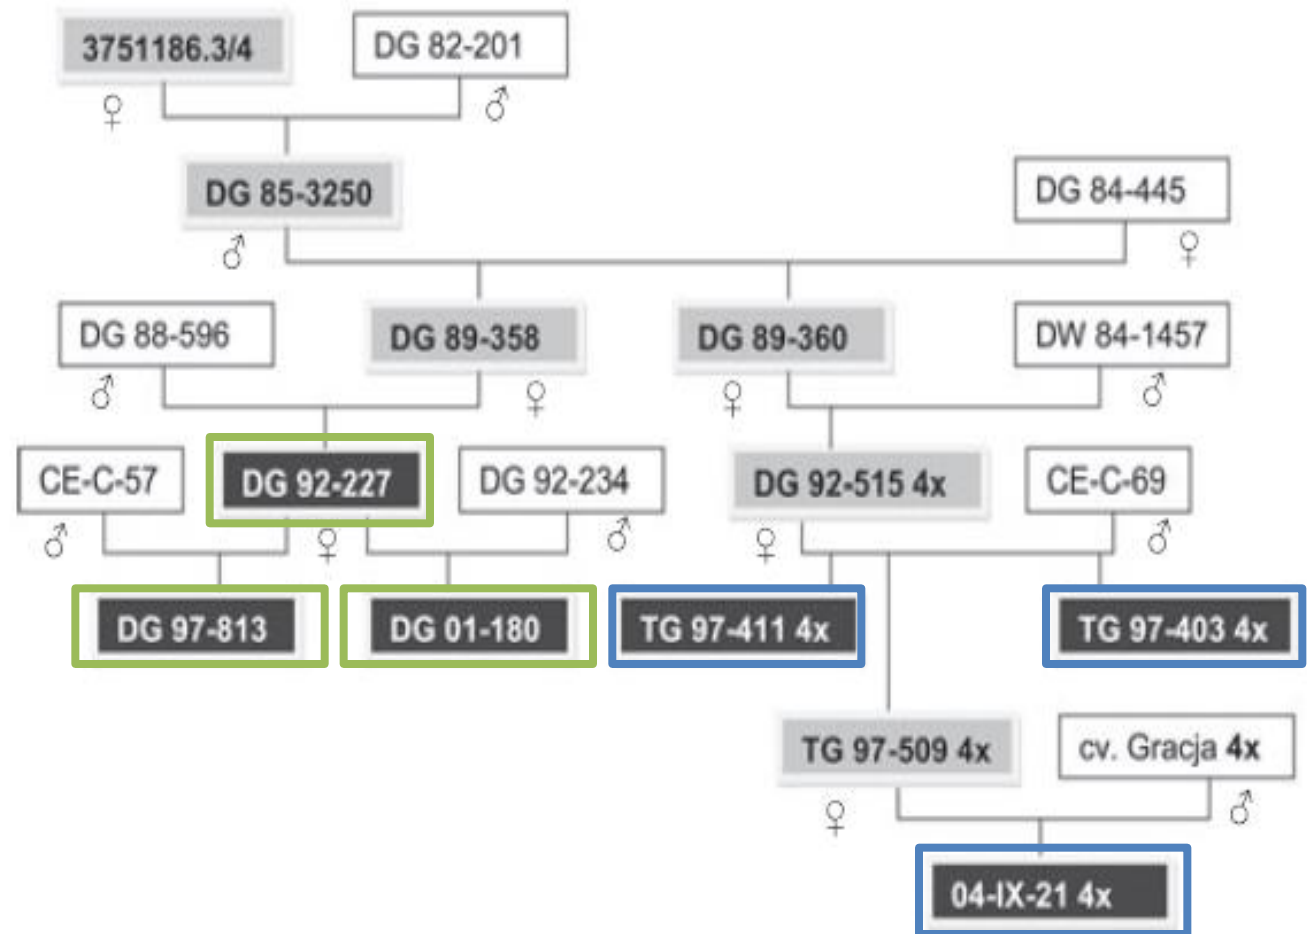 3751186.3/4
DG 82-201
♀
♂
DG 85-3250
DG 84-445
♂
♀
DG 88-596
DG 89-358
DG 89-360
DW 84-1457
♂
♀
♀
♂
CE-C-57
DG 92-227
DG 92-234
DG 92-515 4x
CE-C-69
♂
♀
♂
♀
♂
DG 97-813
DG 01-180
TG 97-411 4x
TG 97-403 4x
TG 97-509 4x
cv. Gracja 4x
♀
♂
04-IX-21 4x